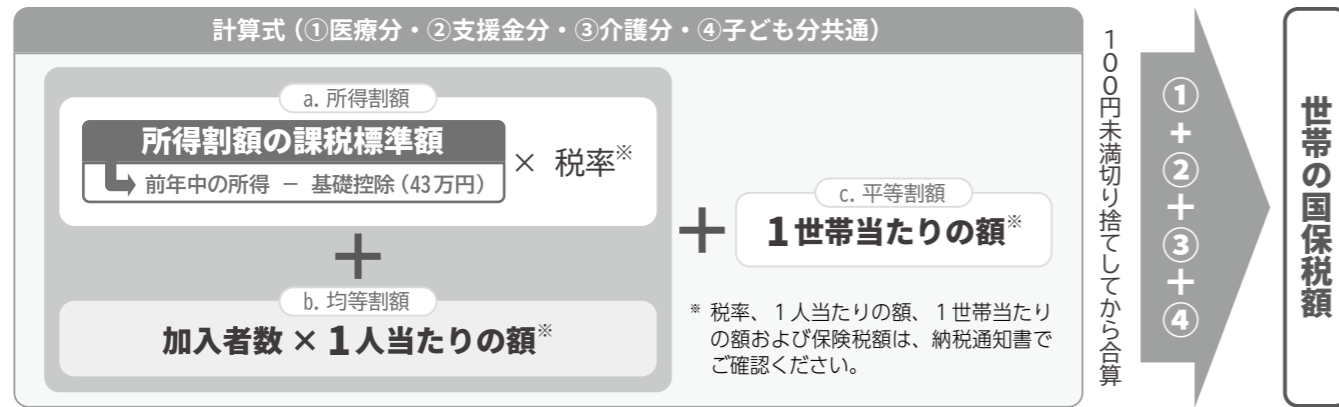 計算式（①医療分・②支援金分・③介護分・④子ども分共通）
a. 所得割額
所得割額の課税標準額
前年中の所得 － 基礎控除（43万円）
× 税率※
＋
b. 均等割額
加入者数 × 1人当たりの額※
＋
c. 平等割額
1世帯当たりの額※
※ 税率、1人当たりの額、1世帯当たり
の額および保険税額は、納税通知書で
ご確認ください。
100円未満切り捨てしてから合算
①＋②＋③＋④
世帯の国保税額